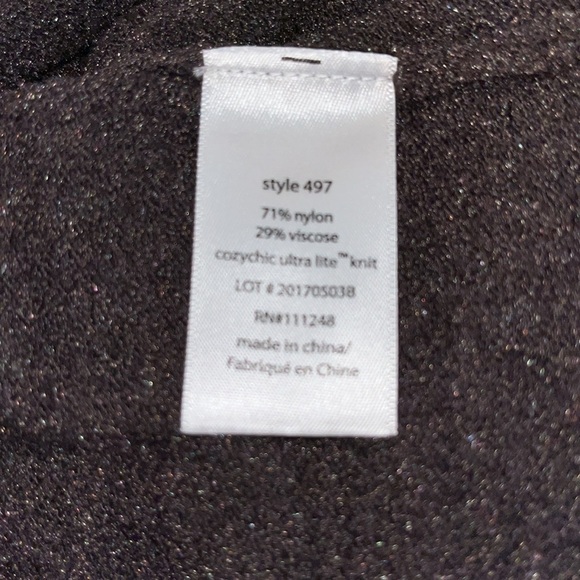 style 497
71% nylon
29% viscose
cozychic ultra lite™ knit
LOT # 20170503B
RN#111248
made in china/
Fabriqué en Chine